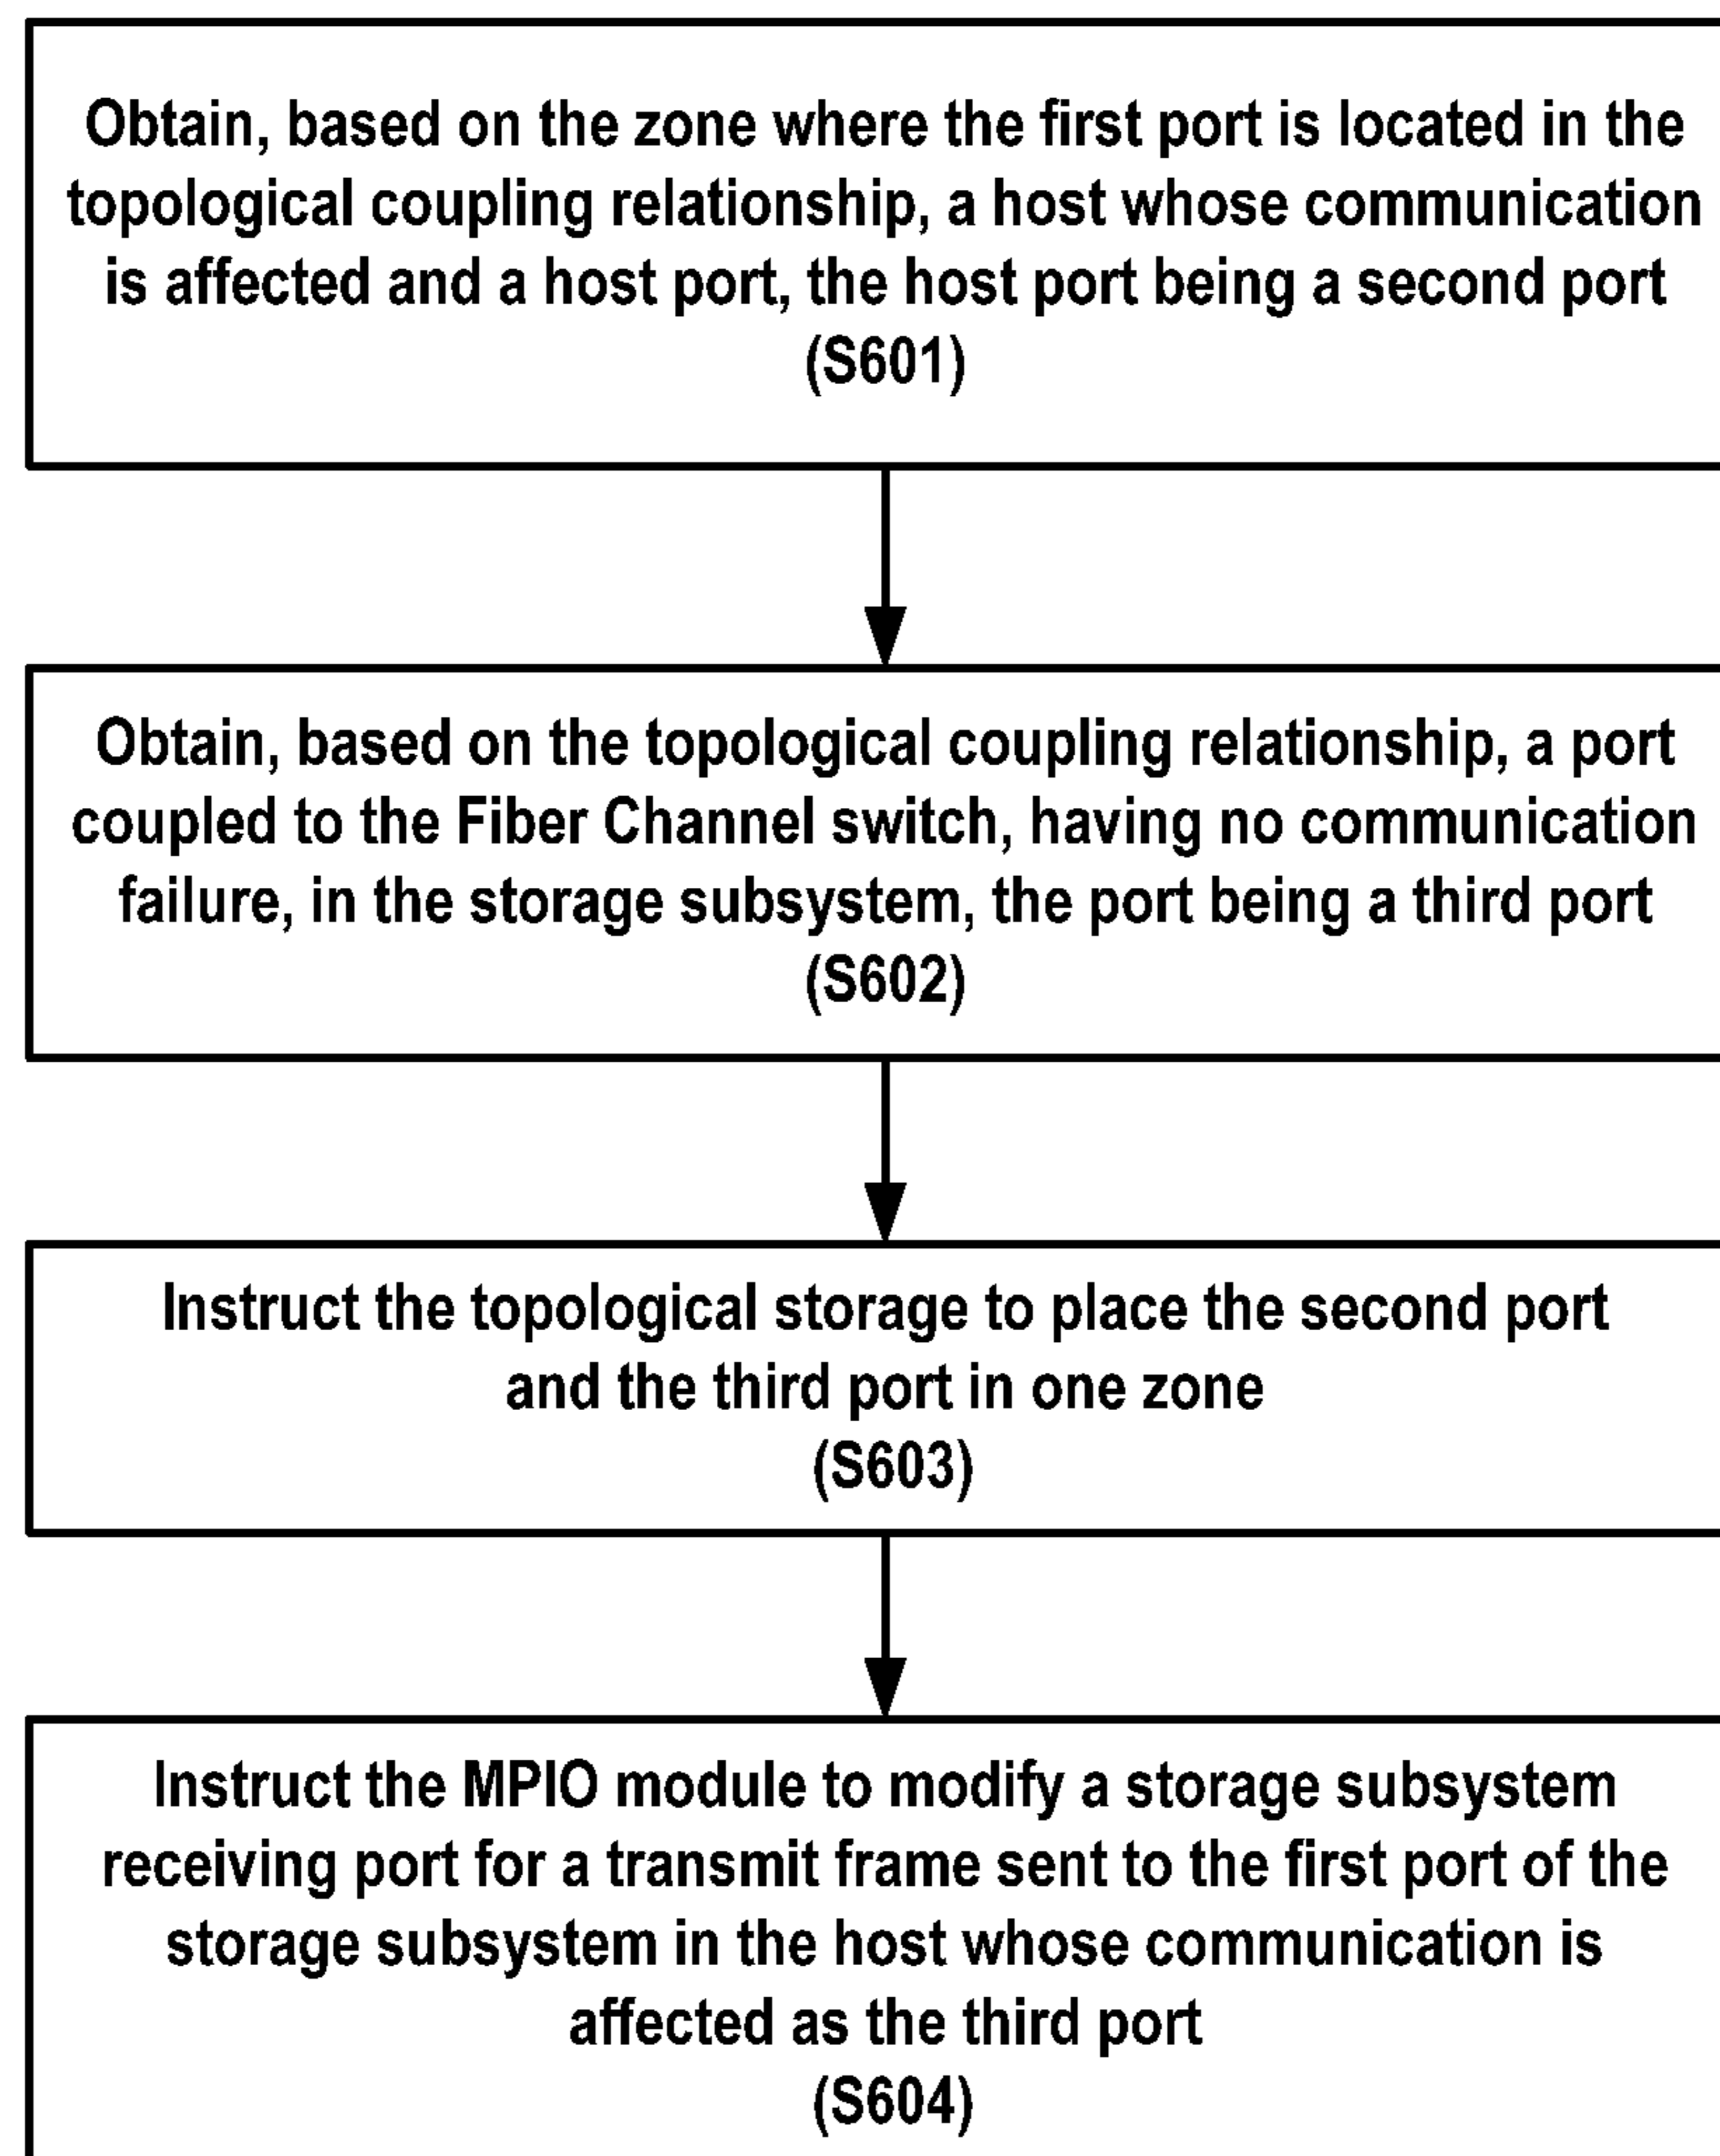 Obtain, based on the zone where the first port is located in the
topological coupling relationship, a host whose communication
is affected and a host port, the host port being a second port
(S601)
Obtain, based on the topological coupling relationship, a port
coupled to the Fiber Channel switch, having no communication
failure, in the storage subsystem, the port being a third port
(S602)
Instruct the topological storage to place the second port
and the third port in one zone
(S603)
Instruct the MPIO module to modify a storage subsystem
receiving port for a transmit frame sent to the first port of the
storage subsystem in the host whose communication is
affected as the third port
(S604)